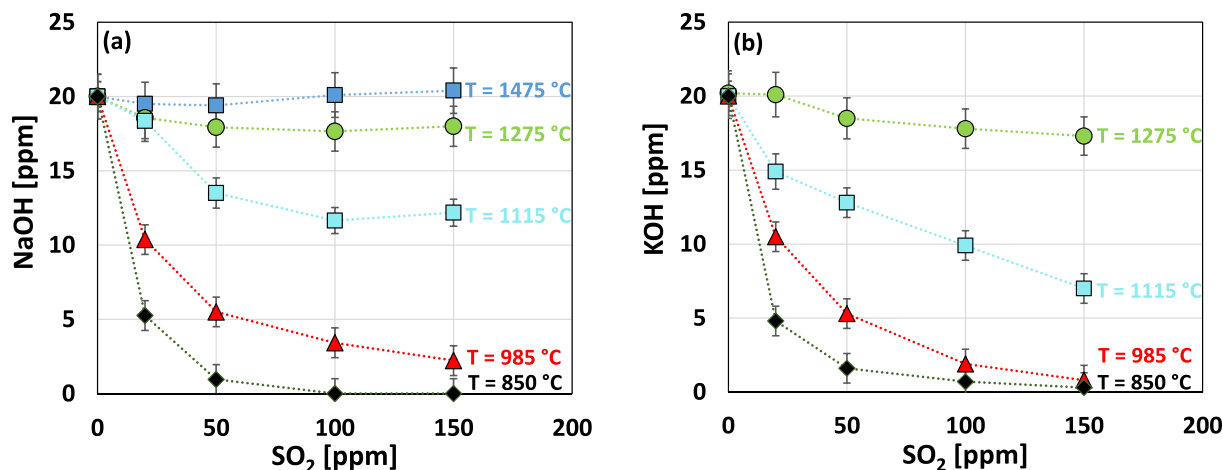 (a)
NaOH [ppm]
25
20
15
10
5
0
T = 1475 °C
T = 1275 °C
T = 1115 °C
T = 985 °C
T = 850 °C
0 50 100 150 200
SO₂ [ppm]
(b)
KOH [ppm]
25
20
15
10
5
0
T = 1275 °C
T = 1115 °C
T = 985 °C
T = 850 °C
0 50 100 150 200
SO₂ [ppm]